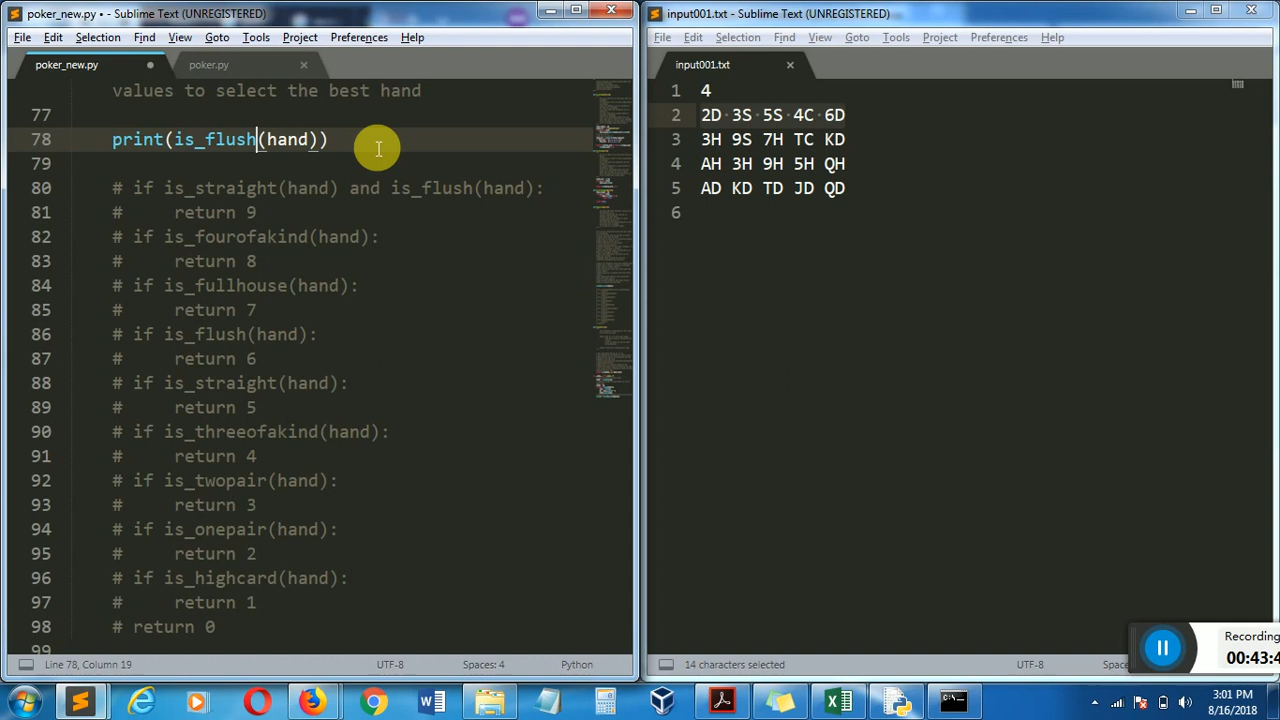 poker_new.py • - Sublime Text (UNREGISTERED)
File Edit Selection Find View Goto Tools Project Preferences Help
poker_new.py
poker.py
values to select the best hand
77
78 print(is_flush(hand))
79
80 # if is_straight(hand) and is_flush(hand):
81 # return 9
82 # if is_fourofakind(hand):
83 # return 8
84 # if is_fullhouse(hand):
85 # return 7
86 # if is_flush(hand):
87 # return 6
88 # if is_straight(hand):
89 # return 5
90 # if is_threeofakind(hand):
91 # return 4
92 # if is_twopair(hand):
93 # return 3
94 # if is_onepair(hand):
95 # return 2
96 # if is_highcard(hand):
97 # return 1
98 # return 0
99
Line 78, Column 19 UTF-8 Spaces: 4 Python
input001.txt - Sublime Text (UNREGISTERED)
File Edit Selection Find View Goto Tools Project Preferences Help
input001.txt
1 4
2 2D 3S 5S 4C 6D
3 3H 9S 7H TC KD
4 AH 3H 9H 5H QH
5 AD KD TD JD QD
6
14 characters selected UTF-8
Recording
00:43:4
3:01 PM
8/16/2018